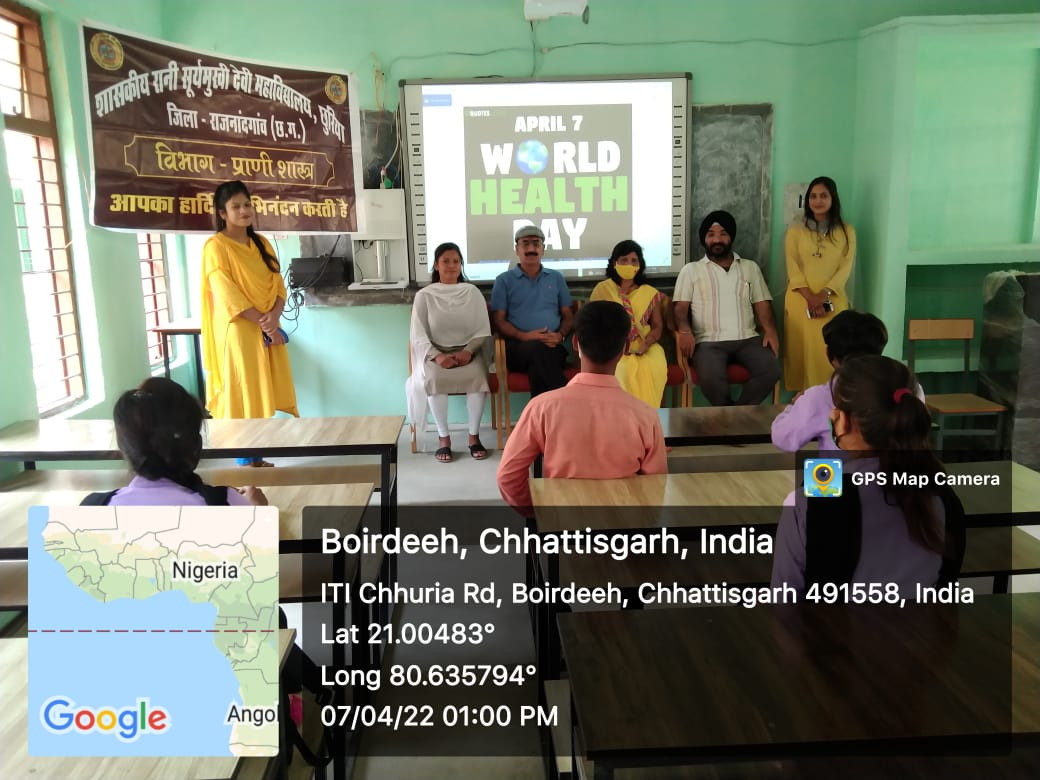 शासकीय रानी सूर्यमुखी देवी महाविद्यालय, छुरिया
जिला - राजनांदगांव (छ.ग.)
विभाग - प्राणी शास्त्र
आपका हार्दि भिनंदन करती है
QUOTES
APRIL 7
WORLD
HEALTH
DAY
GPS Map Camera
Boirdeeh, Chhattisgarh, India
ITI Chhuria Rd, Boirdeeh, Chhattisgarh 491558, India
Lat 21.00483°
Long 80.635794°
07/04/22 01:00 PM
Nigeria
Angol
Google